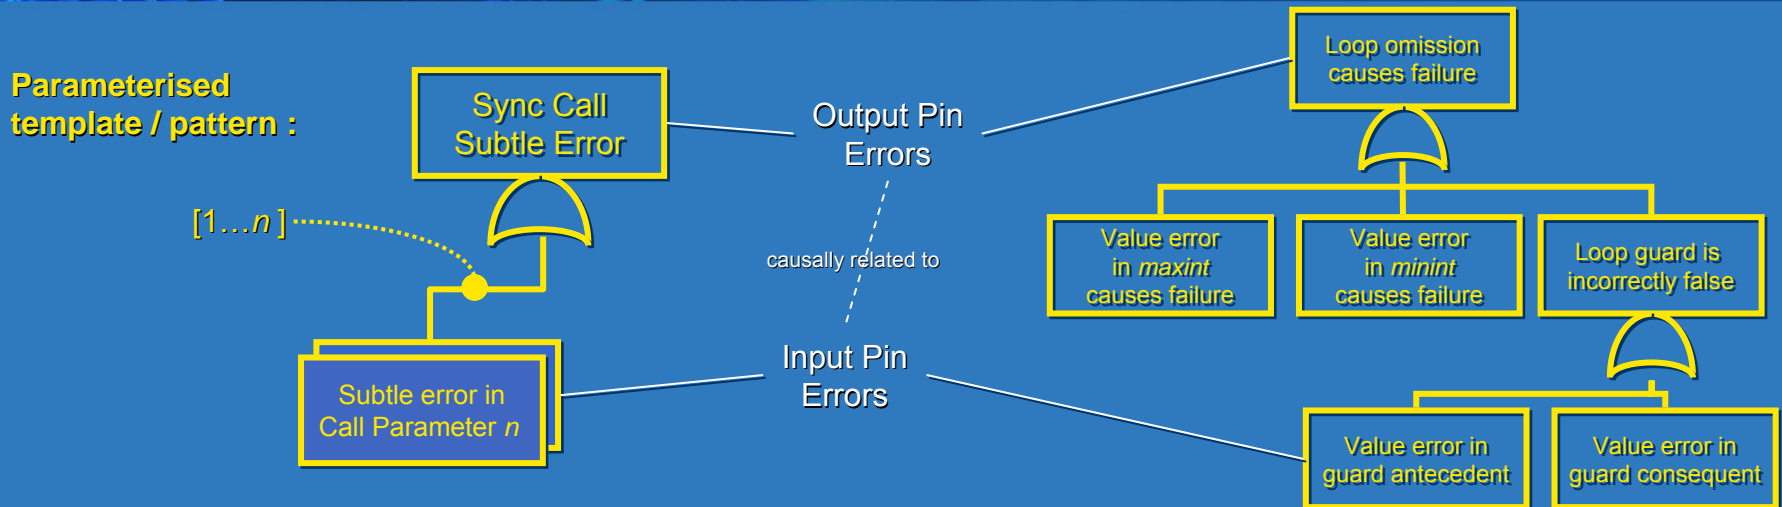 Parameterised
template / pattern :
Sync Call
Subtle Error
[1…n ]
Subtle error in
Call Parameter n
Output Pin
Errors
causally related to
Input Pin
Errors
Loop omission
causes failure
Value error
in maxint
causes failure
Value error
in minint
causes failure
Loop guard is
incorrectly false
Value error in
guard antecedent
Value error in
guard consequent